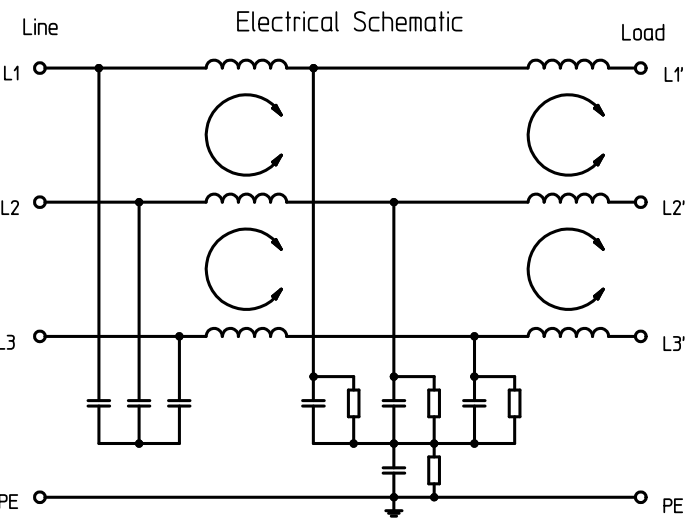 Electrical Schematic
Line
Load
L1
L1'
L2
L2'
L3
L3'
PE
PE